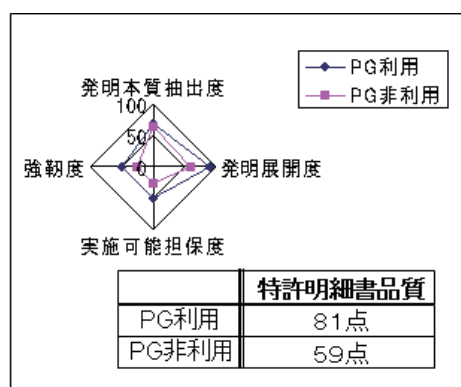 PG利用
PG非利用
発明本質抽出度
100
50
0
強靭度
発明展開度
実施可能担保度
特許明細書品質
PG利用 81点
PG非利用 59点